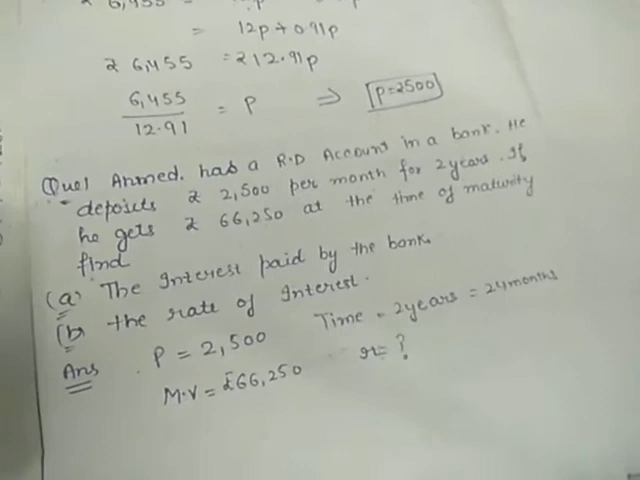 ₹ 6,455 =
= 12p + 0.91p
₹ 6,455 = ₹12.91p
6,455 / 12.91 = P ⇒ P=2500
Que1 Ahmed. has a R.D Account in a bank. He
deposits ₹ 2,500 per month for 2 years. If
he gets ₹ 66,250 at the time of maturity
find
(a) The Interest paid by the bank.
(b) the rate of Interest.
Ans P = 2,500 Time = 2 years = 24 months
M.V = ₹66,250 r = ?